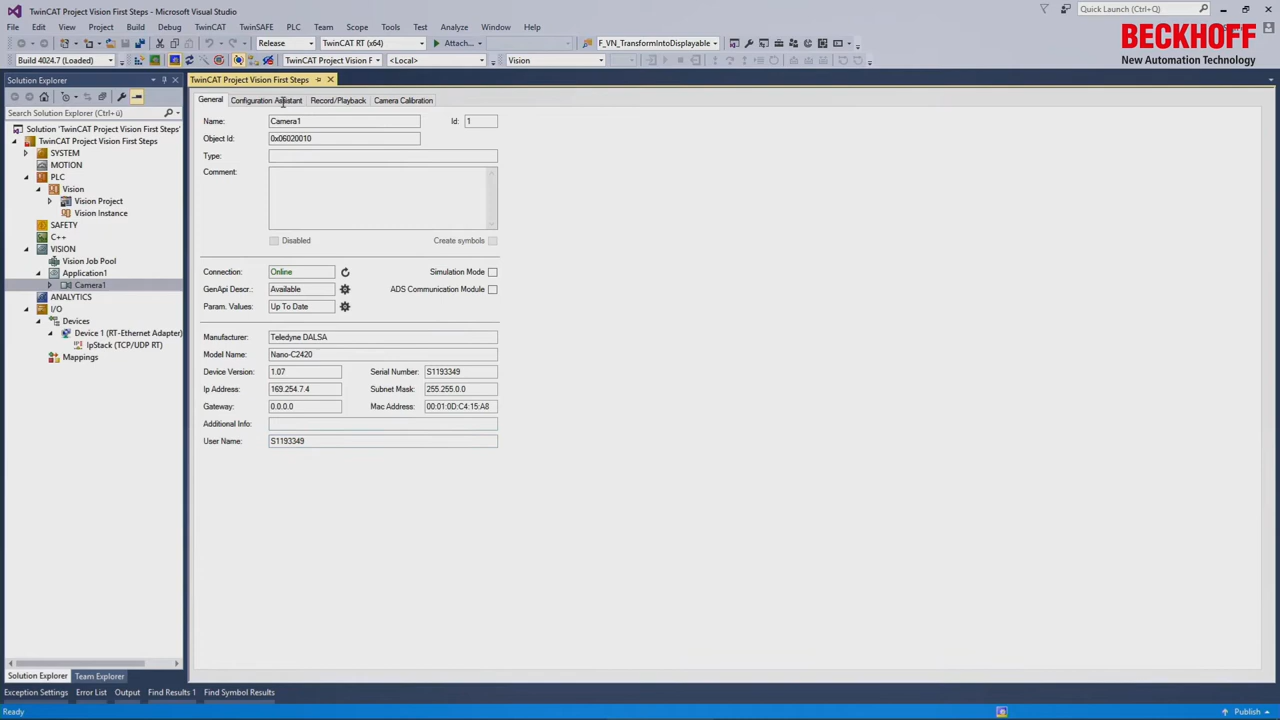 TwinCAT Project Vision First Steps - Microsoft Visual Studio
Quick Launch (Ctrl+Q)
File Edit View Project Build Debug TwinCAT TwinSAFE PLC Team Scope Tools Test Analyze Window Help
BECKHOFF
New Automation Technology
Release TwinCAT RT (x64) Attach... F_VN_TransformIntoDisplayable
Build 4024.7 (Loaded) TwinCAT Project Vision F <Local> Vision
Solution Explorer
TwinCAT Project Vision First Steps
General Configuration Assistant Record/Playback Camera Calibration
Search Solution Explorer (Ctrl+ü)
Solution 'TwinCAT Project Vision First Steps'
TwinCAT Project Vision First Steps
SYSTEM
MOTION
PLC
Vision
Vision Project
Vision Instance
SAFETY
C++
VISION
Vision Job Pool
Application1
Camera1
ANALYTICS
I/O
Devices
Device 1 (RT-Ethernet Adapter)
IpStack (TCP/UDP RT)
Mappings
Name: Camera1 Id: 1
Object Id: 0x06020010
Type:
Comment:
Disabled Create symbols
Connection: Online Simulation Mode
GenApi Descr.: Available ADS Communication Module
Param. Values: Up To Date
Manufacturer: Teledyne DALSA
Model Name: Nano-C2420
Device Version: 1.07 Serial Number: S1193349
Ip Address: 169.254.7.4 Subnet Mask: 255.255.0.0
Gateway: 0.0.0.0 Mac Address: 00:01:0D:C4:15:A8
Additional Info:
User Name: S1193349
Solution Explorer Team Explorer
Exception Settings Error List Output Find Results 1 Find Symbol Results
Ready
Publish